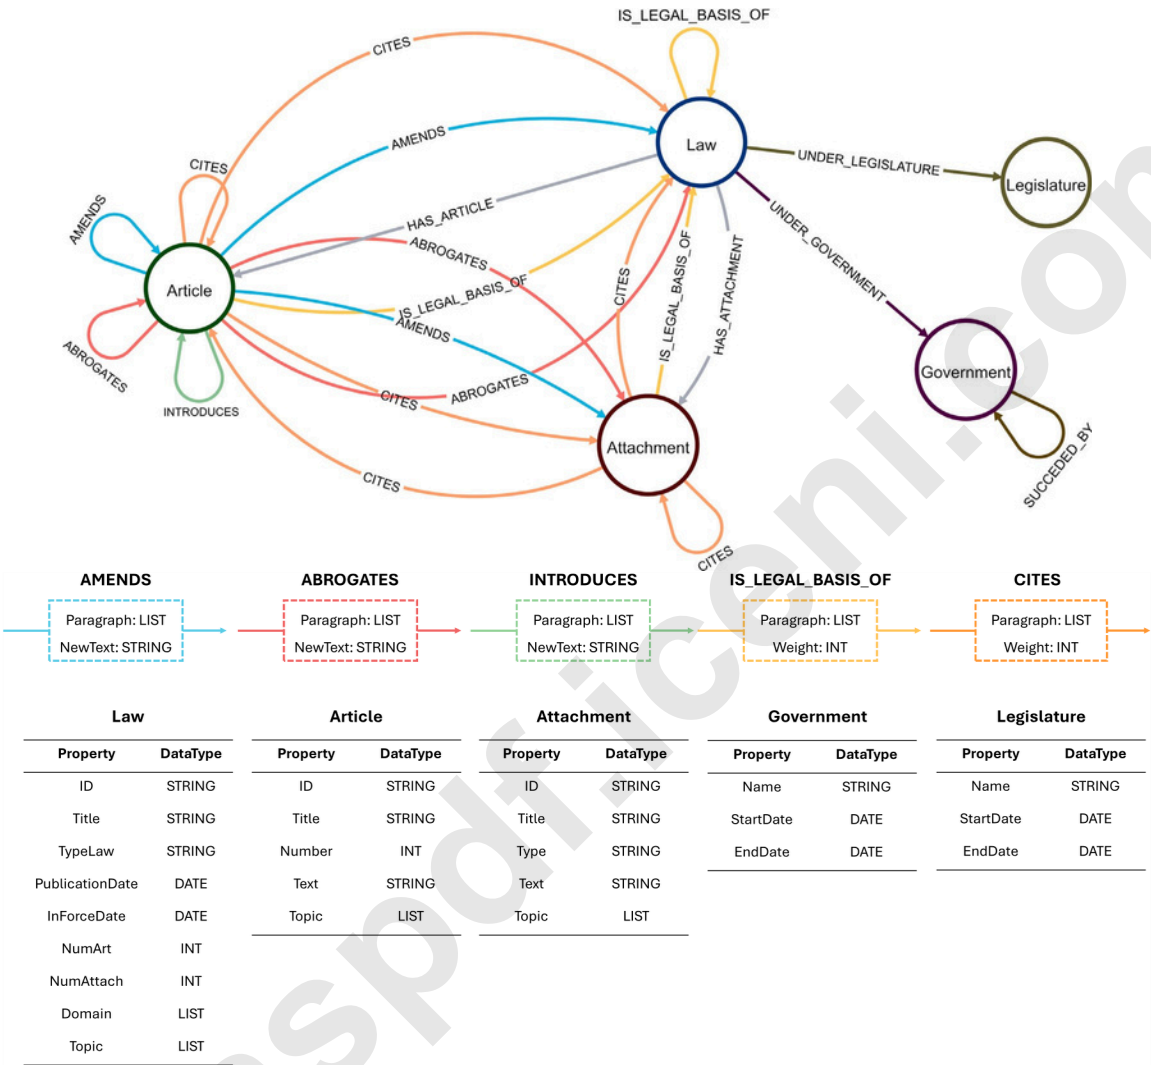 IS_LEGAL_BASIS_OF
CITES
AMENDS
Law
UNDER_LEGISLATURE
Legislature
CITES
AMENDS
HAS_ARTICLE
UNDER_GOVERNMENT
ABROGATES
IS_LEGAL_BASIS_OF
CITES
IS_LEGAL_BASIS_OF
HAS_ATTACHMENT
Article
AMENDS
ABROGATES
INTRODUCES
CITES
ABROGATES
Government
Attachment
CITES
SUCCEDED_BY
CITES
AMENDS
ABROGATES
INTRODUCES
IS_LEGAL_BASIS_OF
CITES
Paragraph: LIST
NewText: STRING
Paragraph: LIST
NewText: STRING
Paragraph: LIST
NewText: STRING
Paragraph: LIST
Weight: INT
Paragraph: LIST
Weight: INT
Law
Property DataType
ID STRING
Title STRING
TypeLaw STRING
PublicationDate DATE
InForceDate DATE
NumArt INT
NumAttach INT
Domain LIST
Topic LIST
Article
Property DataType
ID STRING
Title STRING
Number INT
Text STRING
Topic LIST
Attachment
Property DataType
ID STRING
Title STRING
Type STRING
Text STRING
Topic LIST
Government
Property DataType
Name STRING
StartDate DATE
EndDate DATE
Legislature
Property DataType
Name STRING
StartDate DATE
EndDate DATE
spdf.iceni.co